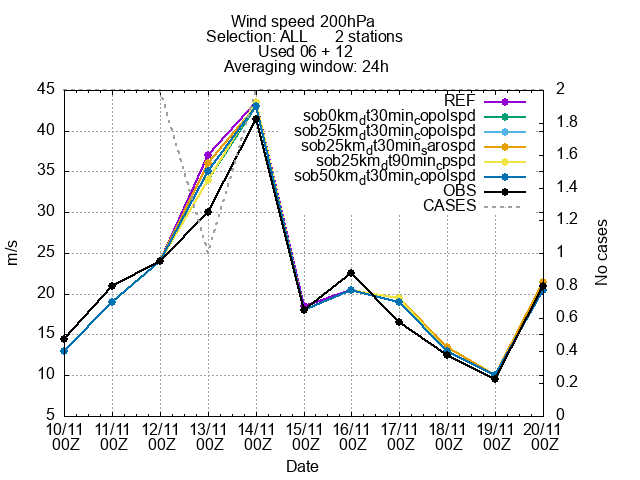 Wind speed 200hPa
Selection: ALL 2 stations
Used 06 + 12
Averaging window: 24h
45
40
35
30
25
20
15
10
5
m/s
2
1.8
1.6
1.4
1.2
1
0.8
0.6
0.4
0.2
0
No cases
REF
sob0km_dt30min_copolspd
sob25km_dt30min_copolspd
sob25km_dt30min_sarospd
sob25km_dt90min_cpspd
sob50km_dt30min_copolspd
OBS
CASES
10/11 11/11 12/11 13/11 14/11 15/11 16/11 17/11 18/11 19/11 20/11
00Z 00Z 00Z 00Z 00Z 00Z 00Z 00Z 00Z 00Z 00Z
Date